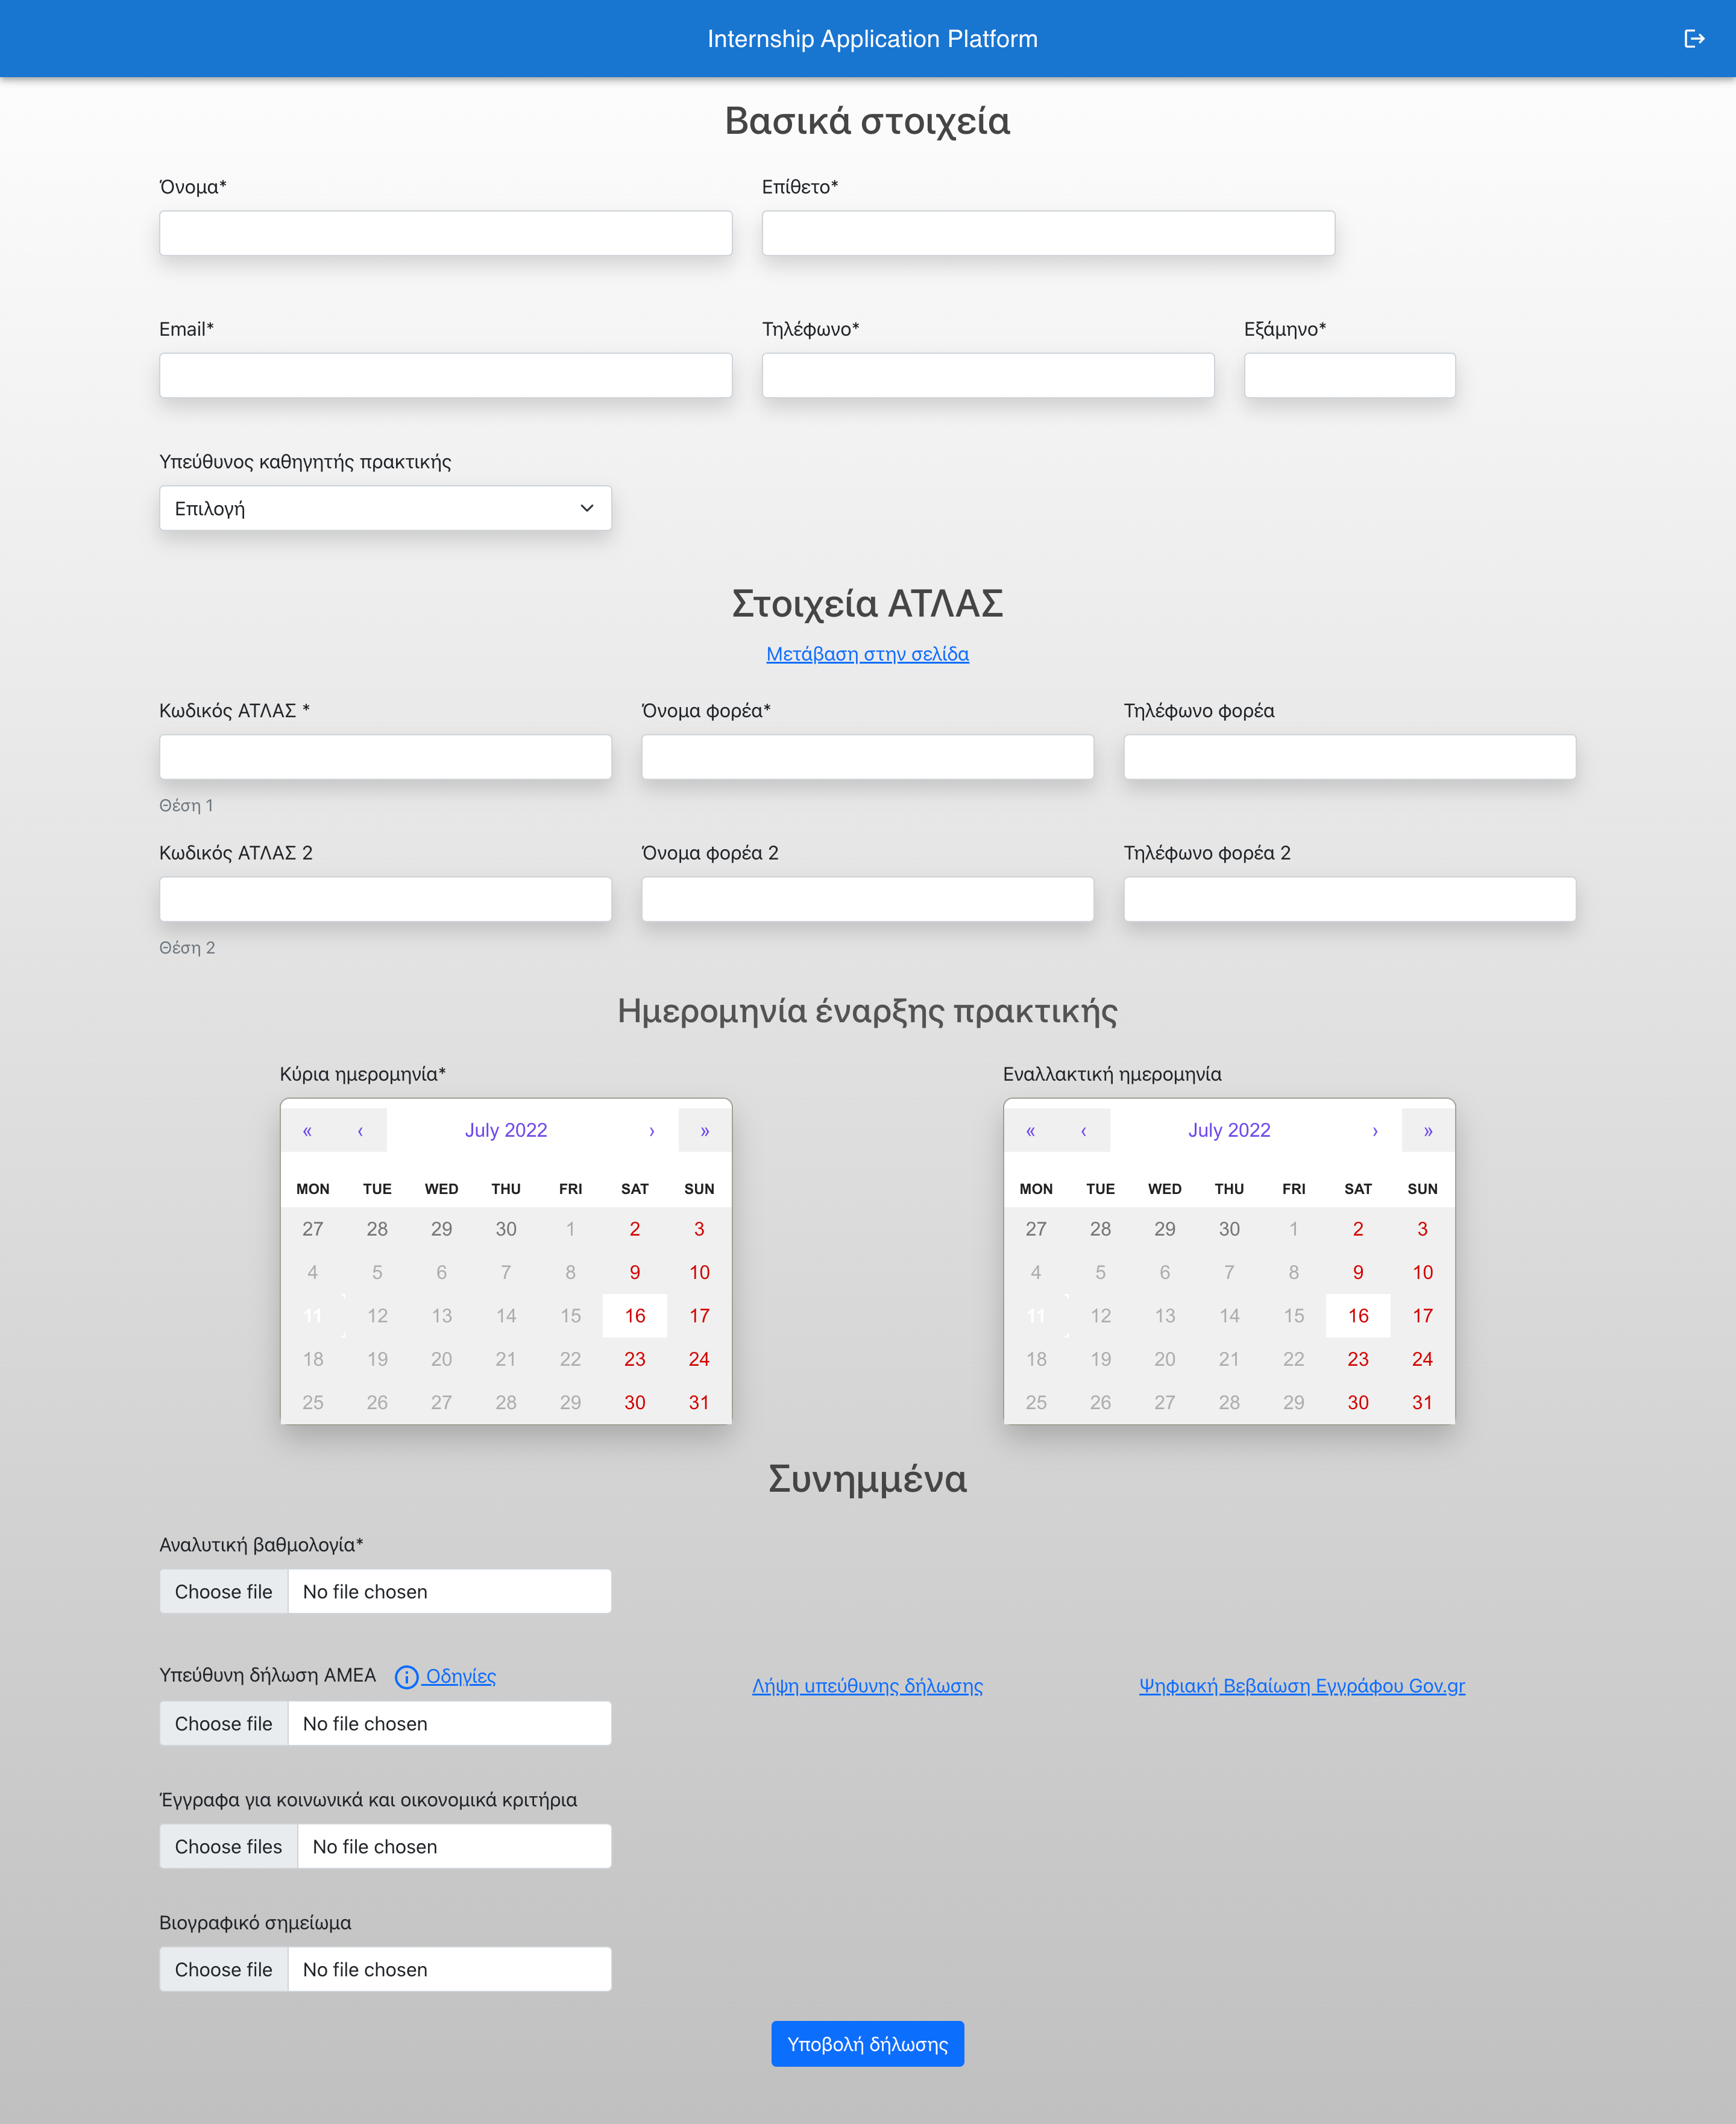 Internship Application Platform
Βασικά στοιχεία
Όνομα* Επίθετο*
Email* Τηλέφωνο* Εξάμηνο*
Υπεύθυνος καθηγητής πρακτικής
Επιλογή
Στοιχεία ΑΤΛΑΣ
Μετάβαση στην σελίδα
Κωδικός ΑΤΛΑΣ * Όνομα φορέα* Τηλέφωνο φορέα
Θέση 1
Κωδικός ΑΤΛΑΣ 2 Όνομα φορέα 2 Τηλέφωνο φορέα 2
Θέση 2
Ημερομηνία έναρξης πρακτικής
Κύρια ημερομηνία*
« ‹ July 2022 › »
MON TUE WED THU FRI SAT SUN
27 28 29 30 1 2 3
4 5 6 7 8 9 10
11 12 13 14 15 16 17
18 19 20 21 22 23 24
25 26 27 28 29 30 31
Εναλλακτική ημερομηνία
« ‹ July 2022 › »
MON TUE WED THU FRI SAT SUN
27 28 29 30 1 2 3
4 5 6 7 8 9 10
11 12 13 14 15 16 17
18 19 20 21 22 23 24
25 26 27 28 29 30 31
Συνημμένα
Αναλυτική βαθμολογία*
Choose file No file chosen
Υπεύθυνη δήλωση ΑΜΕΑ Οδηγίες Λήψη υπεύθυνης δήλωσης Ψηφιακή Βεβαίωση Εγγράφου Gov.gr
Choose file No file chosen
Έγγραφα για κοινωνικά και οικονομικά κριτήρια
Choose files No file chosen
Βιογραφικό σημείωμα
Choose file No file chosen
Υποβολή δήλωσης